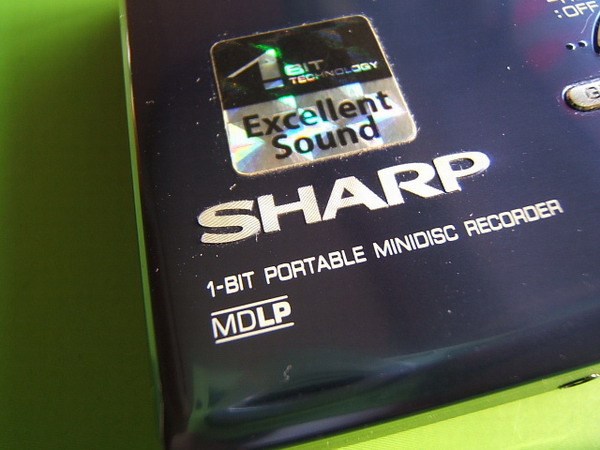 :OFF
1 BIT
TECHNOLOGY
Excellent
Sound
SHARP
1-BIT PORTABLE MINIDISC RECORDER
MDLP